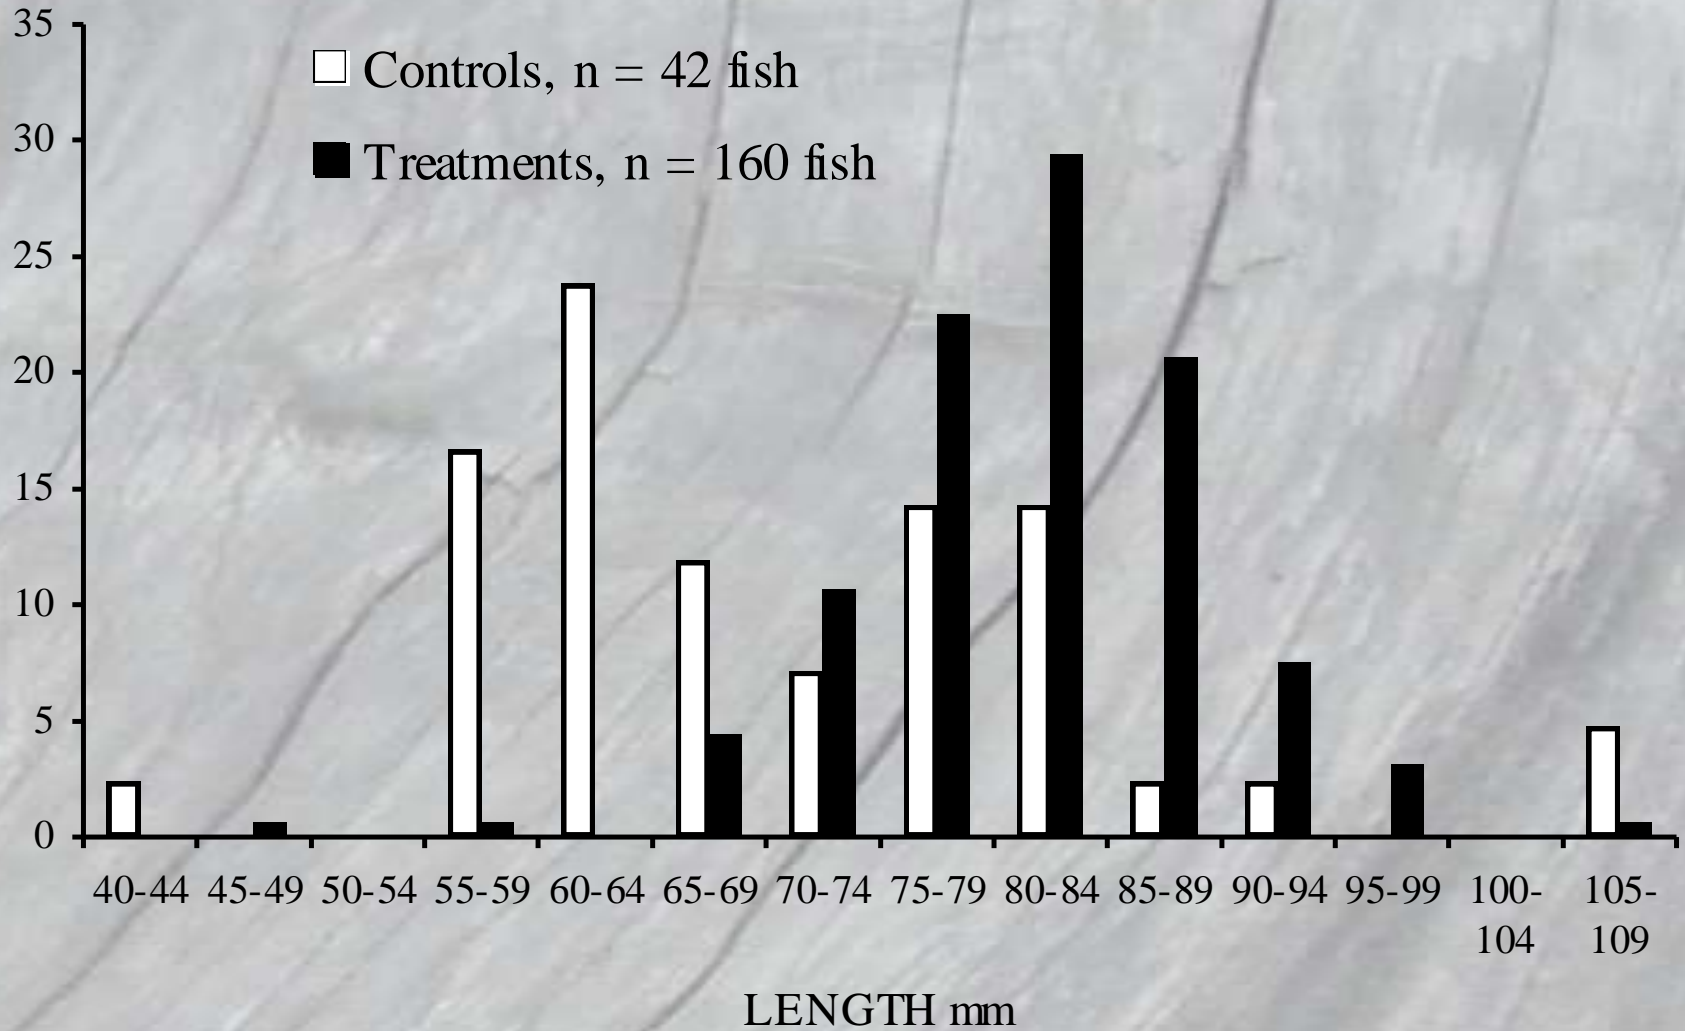 35
Controls, n = 42 fish
30
Treatments, n = 160 fish
25
20
15
10
5
0
40-44 45-49 50-54 55-59 60-64 65-69 70-74 75-79 80-84 85-89 90-94 95-99 100- 105-
104 109
LENGTH mm